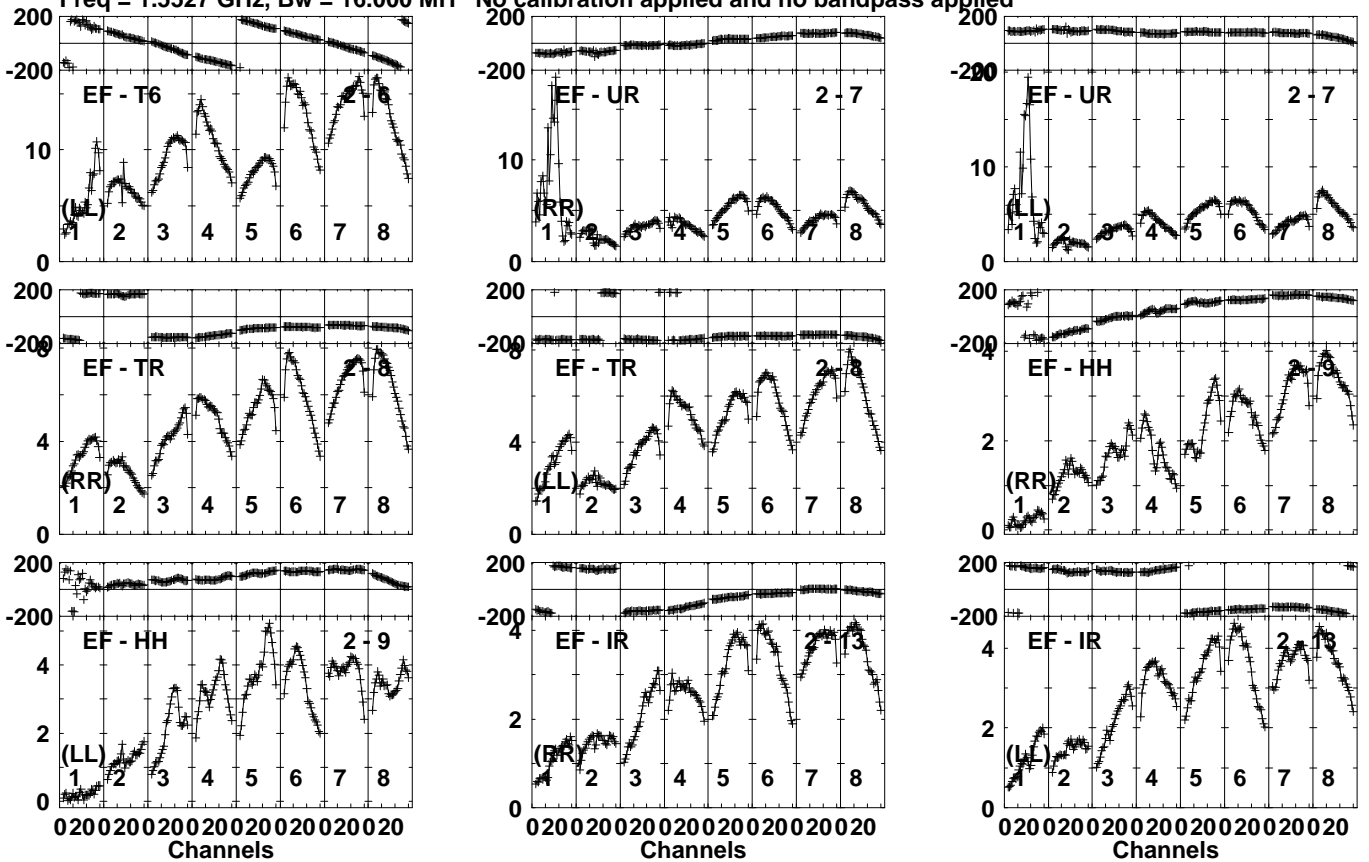 Freq = 1.5527 GHz, Bw = 16.000 MH No calibration applied and no bandpass applied
200 200 200
-200 -200 -200
20
EF - T6 2 - 6 EF - UR 2 - 7 EF - UR 2 - 7
10 10 10
(LL) (RR) (LL)
1 2 3 4 5 6 7 8 1 2 3 4 5 6 7 8 1 2 3 4 5 6 7 8
0 0 0
200 200 200
-200 -200 -200
8 8 4
EF - TR 2 - 8 EF - TR 2 - 8 EF - HH 2 - 9
4 4 2
(RR) (LL) (RR)
1 2 3 4 5 6 7 8 1 2 3 4 5 6 7 8 1 2 3 4 5 6 7 8
0 0 0
200 200 200
-200 -200 -200
EF - HH 2 - 9 EF - IR 2 - 13 EF - IR 2 - 13
4 4 4
2 2 2
(LL) (RR) (LL)
1 2 3 4 5 6 7 8 1 2 3 4 5 6 7 8 1 2 3 4 5 6 7 8
0 0 0
0 20 0 20 0 20 0 20 0 20 0 20 0 20 0 20 0 20 0 20 0 20 0 20 0 20 0 20 0 20 0 20 0 20 0 20 0 20 0 20 0 20 0 20 0 20 0 20
Channels Channels Channels